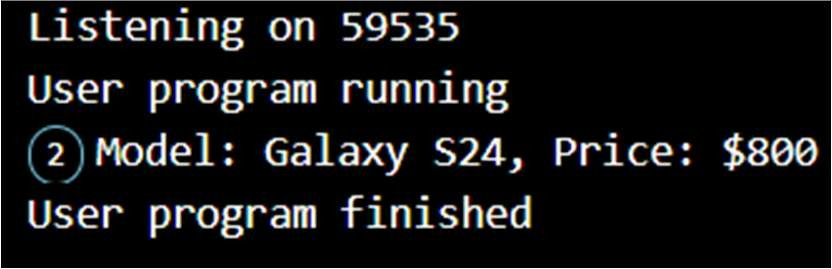 Listening on 59535
User program running
2 Model: Galaxy S24, Price: $800
User program finished